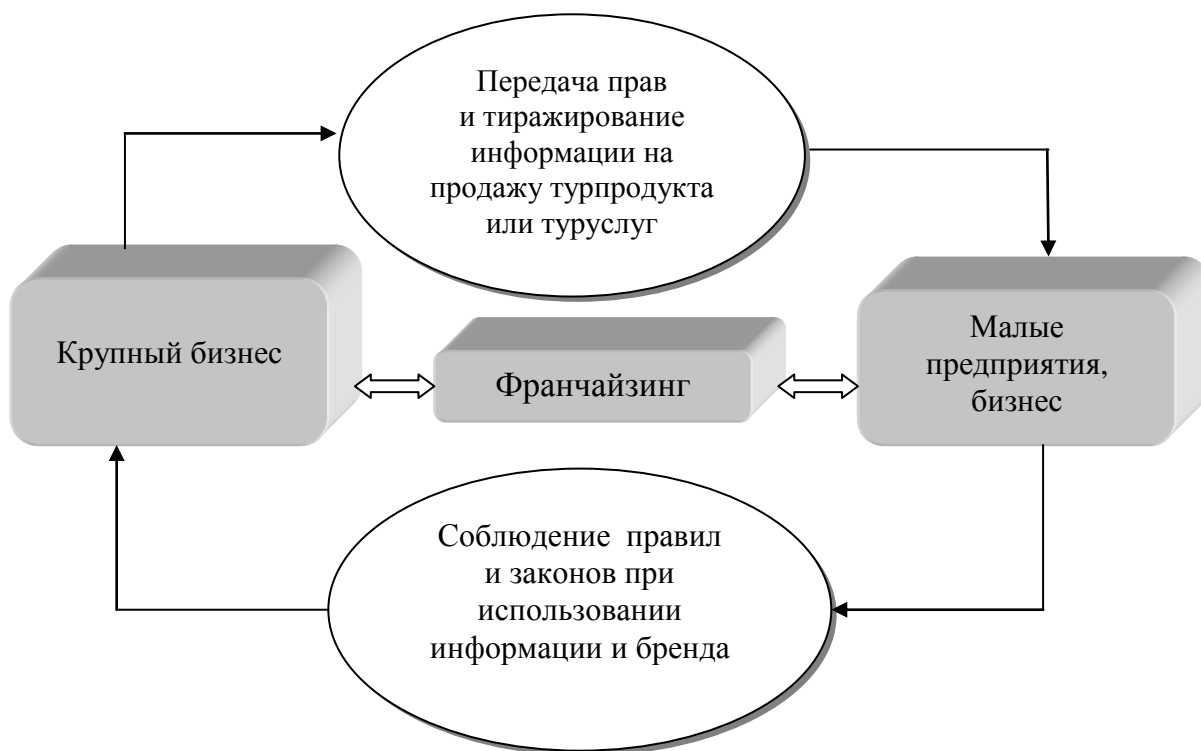 Передача прав
и тиражирование
информации на
продажу турпродукта
или туруслуг
Крупный бизнес
Франчайзинг
Малые
предприятия,
бизнес
Соблюдение правил
и законов при
использовании
информации и бренда